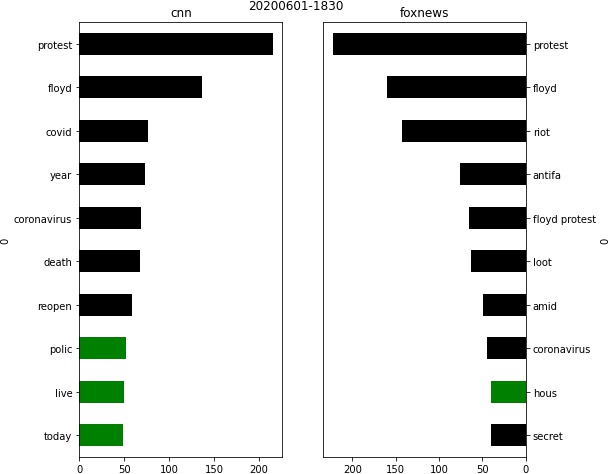 20200601-1830
cnn
foxnews
protest
floyd
covid
year
coronavirus
death
reopen
polic
live
today
0
0 50 100 150 200
protest
floyd
riot
antifa
floyd protest
loot
amid
coronavirus
hous
secret
0
200 150 100 50 0